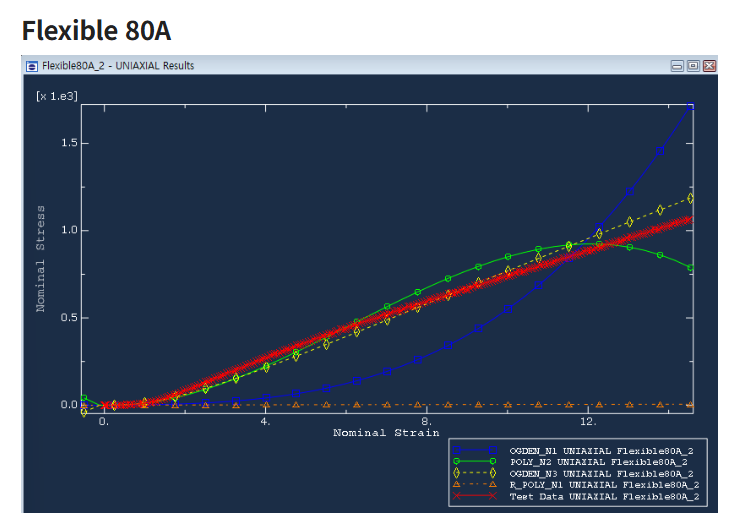 Flexible 80A
Flexible80A_2 - UNIAXIAL Results
[x 1.e3]
1.5
1.0
0.5
0.0
0.
4.
8.
12.
Nominal Stress
Nominal Strain
OGDEN_N1 UNIAXIAL Flexible80A_2
POLY_N2 UNIAXIAL Flexible80A_2
OGDEN_N3 UNIAXIAL Flexible80A_2
R_POLY_N1 UNIAXIAL Flexible80A_2
Test Data UNIAXIAL Flexible80A_2